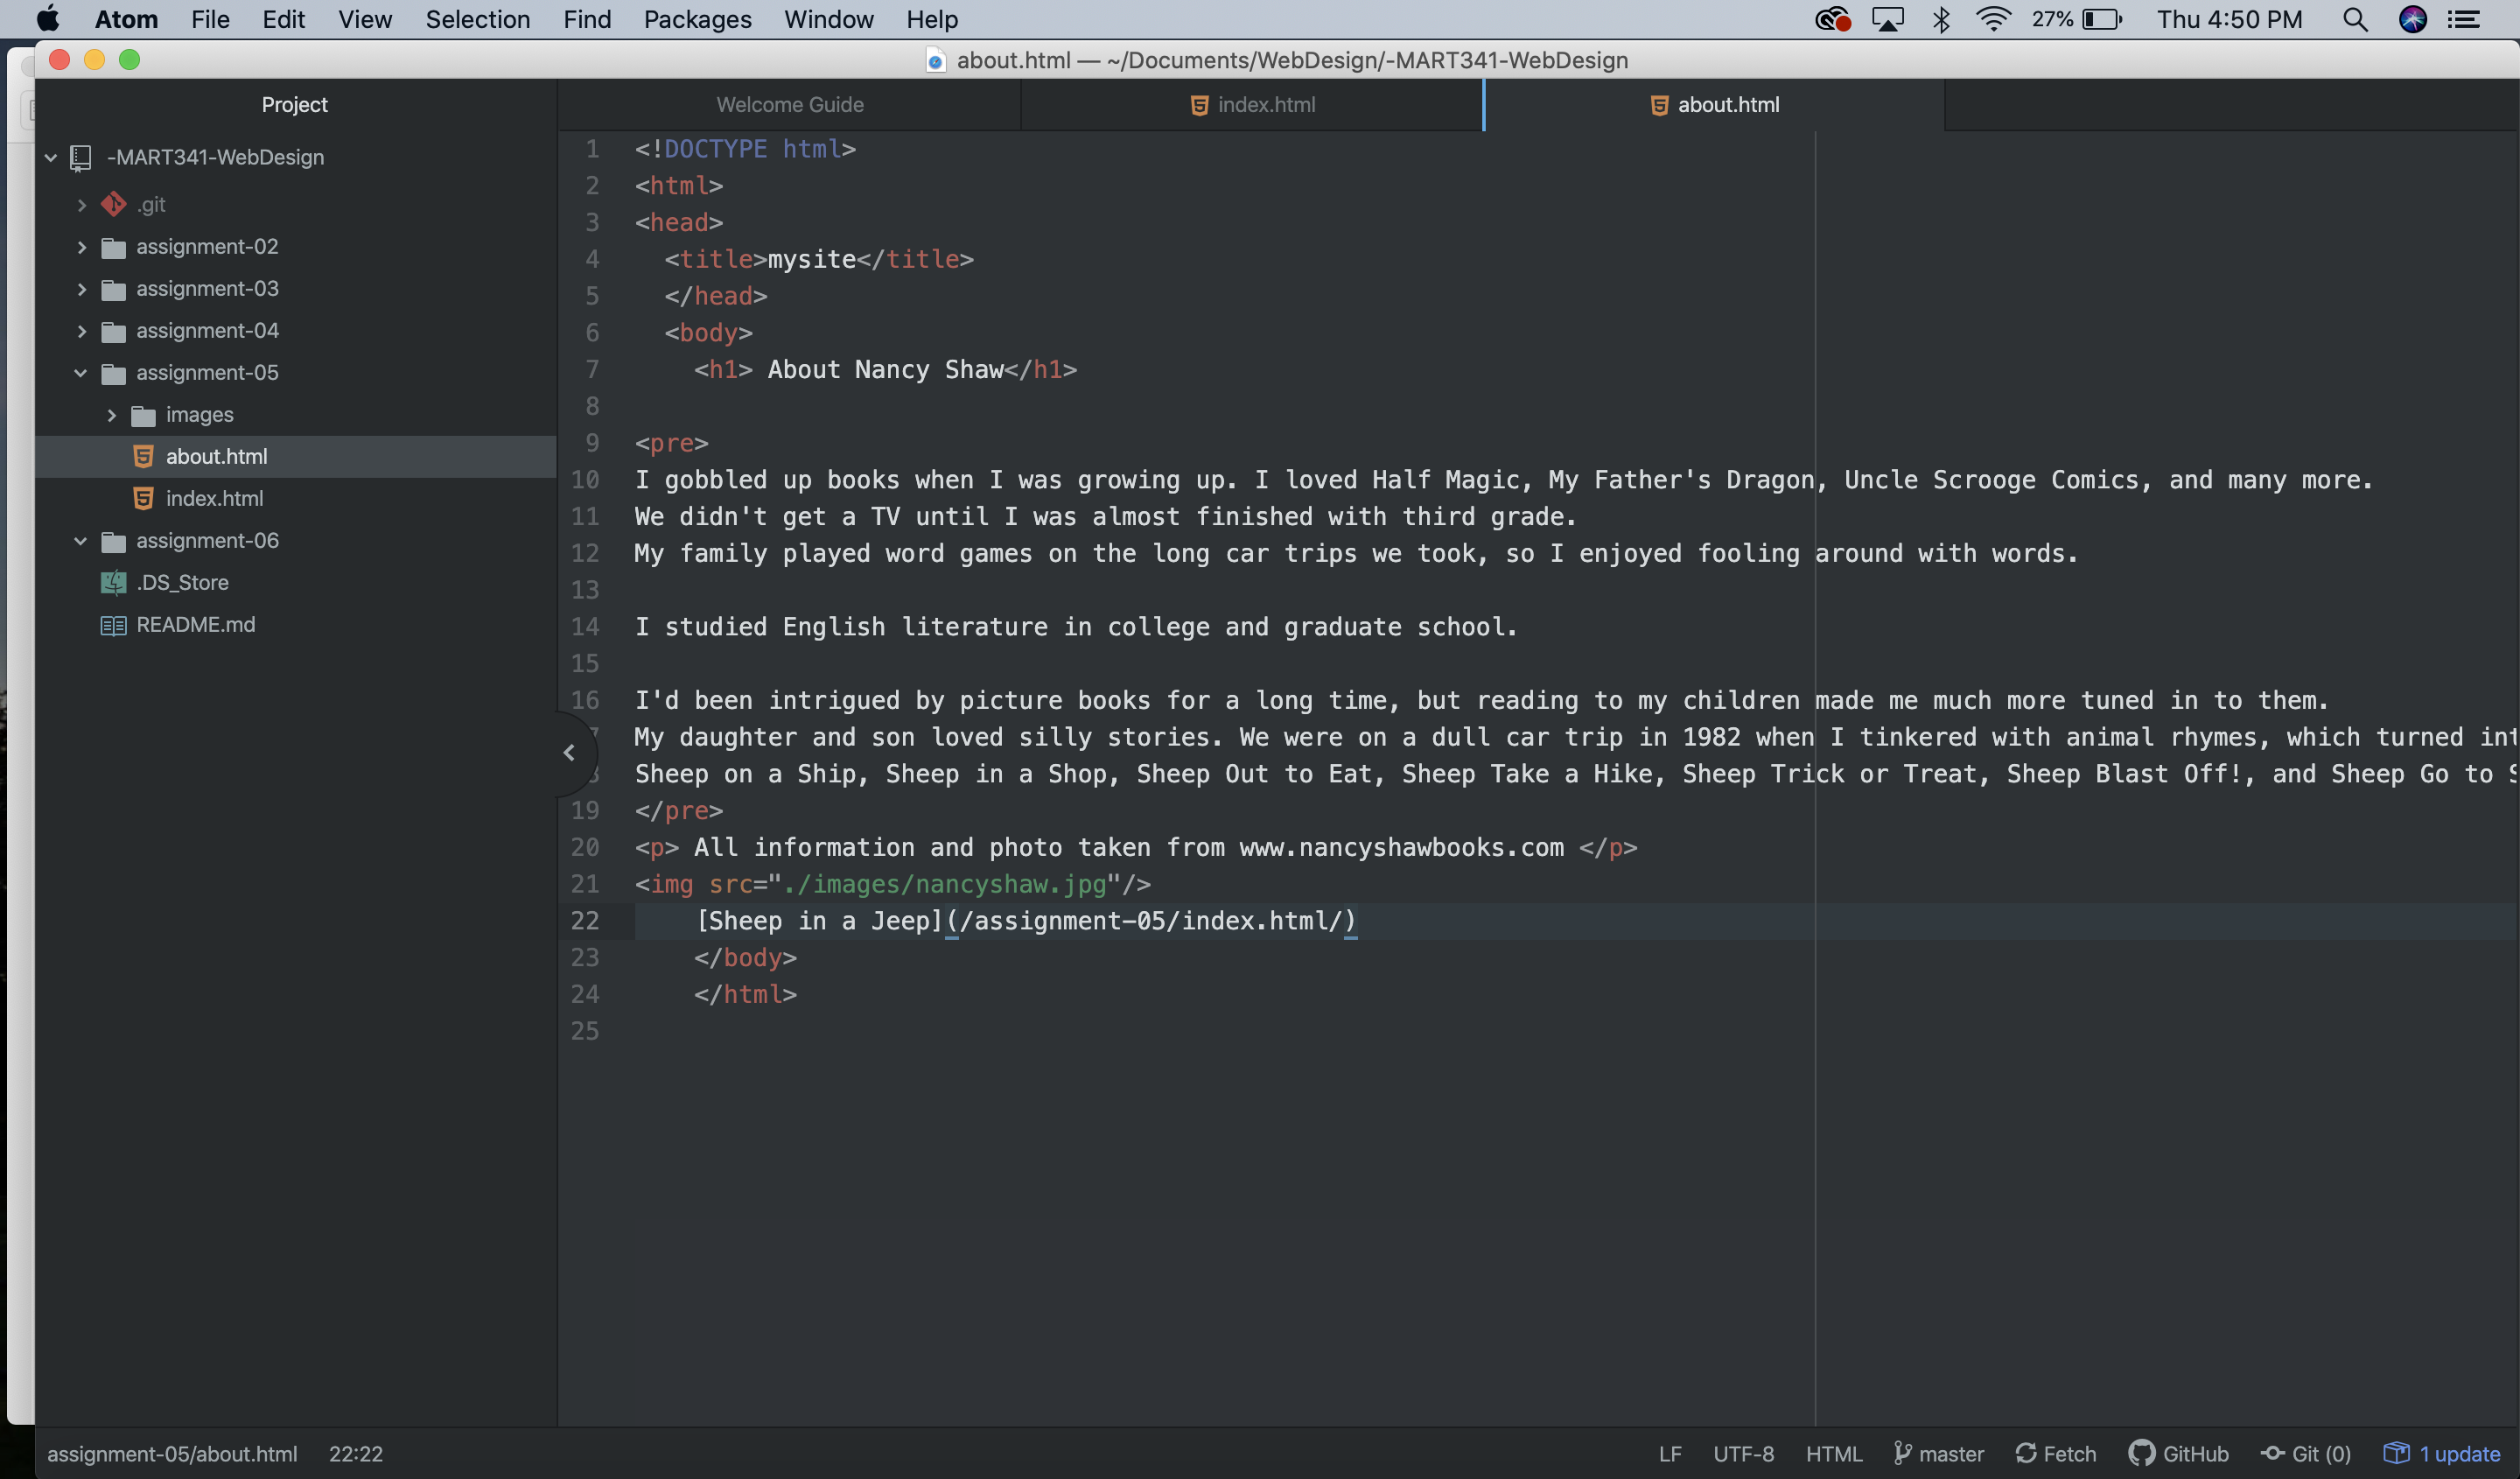 Atom File Edit View Selection Find Packages Window Help 27% Thu 4:50 PM
about.html — ~/Documents/WebDesign/-MART341-WebDesign
Project
Welcome Guide
index.html
about.html
-MART341-WebDesign
.git
assignment-02
assignment-03
assignment-04
assignment-05
images
about.html
index.html
assignment-06
.DS_Store
README.md
1 <!DOCTYPE html>
2 <html>
3 <head>
4 <title>mysite</title>
5 </head>
6 <body>
7 <h1> About Nancy Shaw</h1>
8
9 <pre>
10 I gobbled up books when I was growing up. I loved Half Magic, My Father's Dragon, Uncle Scrooge Comics, and many more.
11 We didn't get a TV until I was almost finished with third grade.
12 My family played word games on the long car trips we took, so I enjoyed fooling around with words.
13
14 I studied English literature in college and graduate school.
15
16 I'd been intrigued by picture books for a long time, but reading to my children made me much more tuned in to them.
My daughter and son loved silly stories. We were on a dull car trip in 1982 when I tinkered with animal rhymes, which turned
Sheep on a Ship, Sheep in a Shop, Sheep Out to Eat, Sheep Take a Hike, Sheep Trick or Treat, Sheep Blast Off!, and Sheep Go to
19 </pre>
20 <p> All information and photo taken from www.nancyshawbooks.com </p>
21 <img src="./images/nancyshaw.jpg"/>
22 [Sheep in a Jeep](/assignment-05/index.html/)
23 </body>
24 </html>
25
assignment-05/about.html 22:22 LF UTF-8 HTML master Fetch GitHub Git (0) 1 update